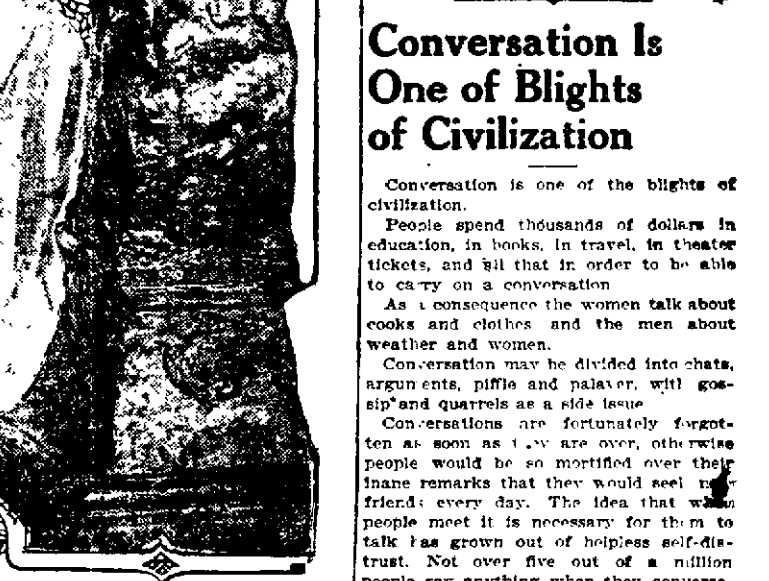 Conversation Is
One of Blights
of Civilization
Conversation is one of the blights of
civilization.
People spend thousands of dollars in
education, in books, in travel, in theater
tickets, and all that in order to be able
to carry on a conversation
As a consequence the women talk about
cooks and clothes and the men about
weather and women.
Conversation may be divided into chats,
arguments, piffle and palaver, with gos-
sip and quarrels as a side issue
Conversations are fortunately forgot-
ten as soon as they are over, otherwise
people would be so mortified over their
inane remarks that they would seek new
friends every day. The idea that when
people meet it is necessary for them to
talk has grown out of helpless self-dis-
trust. Not over five out of a million
people say anything when they converse.